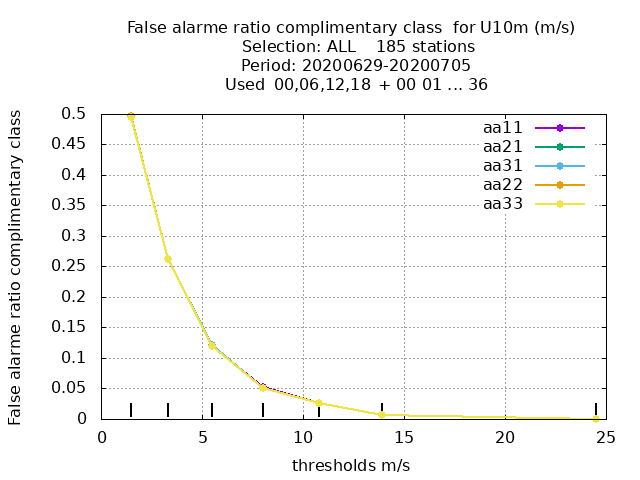 False alarme ratio complimentary class for U10m (m/s)
Selection: ALL 185 stations
Period: 20200629-20200705
Used 00,06,12,18 + 00 01 ... 36
False alarme ratio complimentary class
0.5
0.45
0.4
0.35
0.3
0.25
0.2
0.15
0.1
0.05
0
aa11
aa21
aa31
aa22
aa33
0 5 10 15 20 25
thresholds m/s